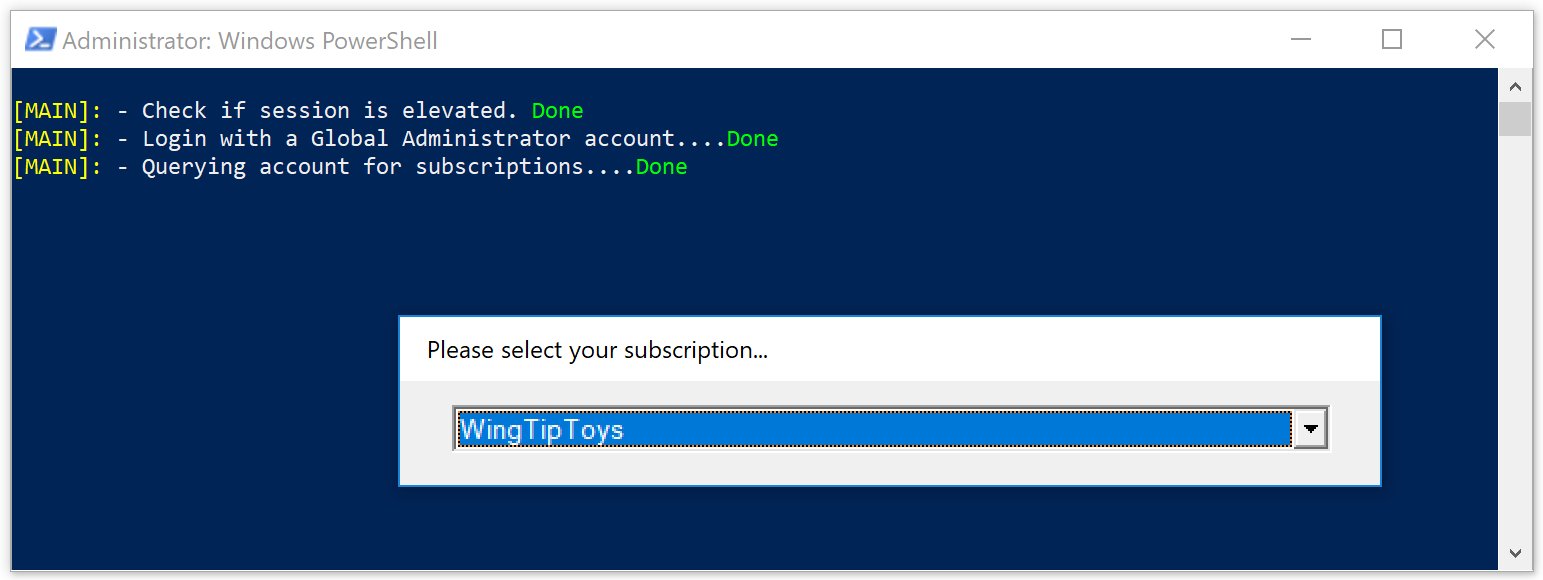 Administrator: Windows PowerShell
[MAIN]: - Check if session is elevated. Done
[MAIN]: - Login with a Global Administrator account....Done
[MAIN]: - Querying account for subscriptions....Done
Please select your subscription...
WingTipToys